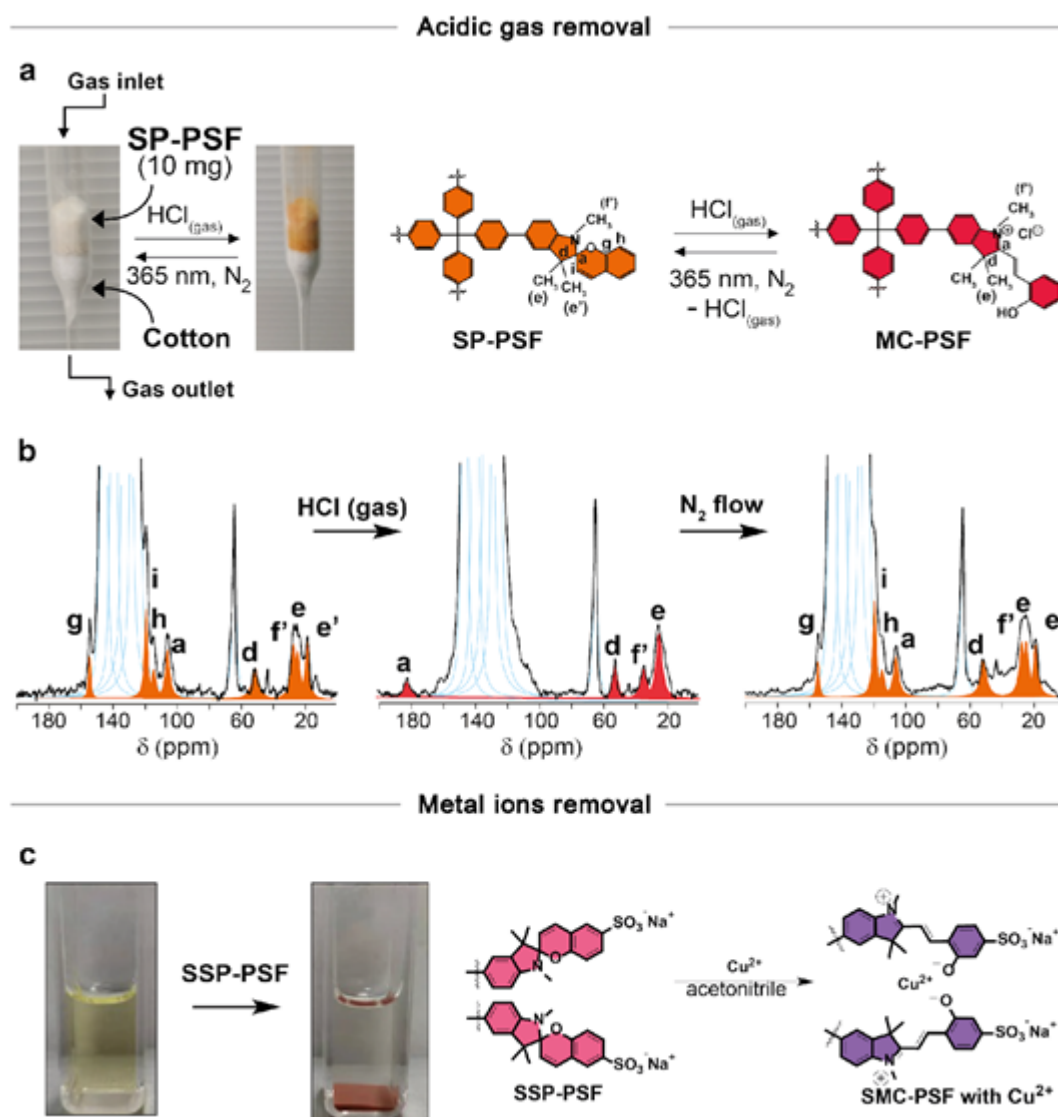 Acidic gas removal
a
Gas inlet
SP-PSF
(10 mg)
HCl(gas)
365 nm, N2
Cotton
Gas outlet
(f')
CH3
N
O
g
h
d
a
i
CH3
CH3
(e)
(e'')
SP-PSF
HCl(gas)
365 nm, N2
- HCl(gas)
(f')
CH3
N⊕ Cl⊖
a
d
CH3 CH3
(e)
HO
MC-PSF
b
HCl (gas)
N2 flow
g i h a d f' e e'
200 140 100 60 20
δ (ppm)
a d f' e
200 140 100 60 20
δ (ppm)
g i h a d f' e e
200 140 100 60 20
δ (ppm)
Metal ions removal
c
SSP-PSF
SO3-Na+
O
N
N
O
SO3-Na+
SSP-PSF
Cu2+
acetonitrile
+
N
SO3-Na+
-O
Cu2+
-O
SO3-Na+
N
+
SMC-PSF with Cu2+